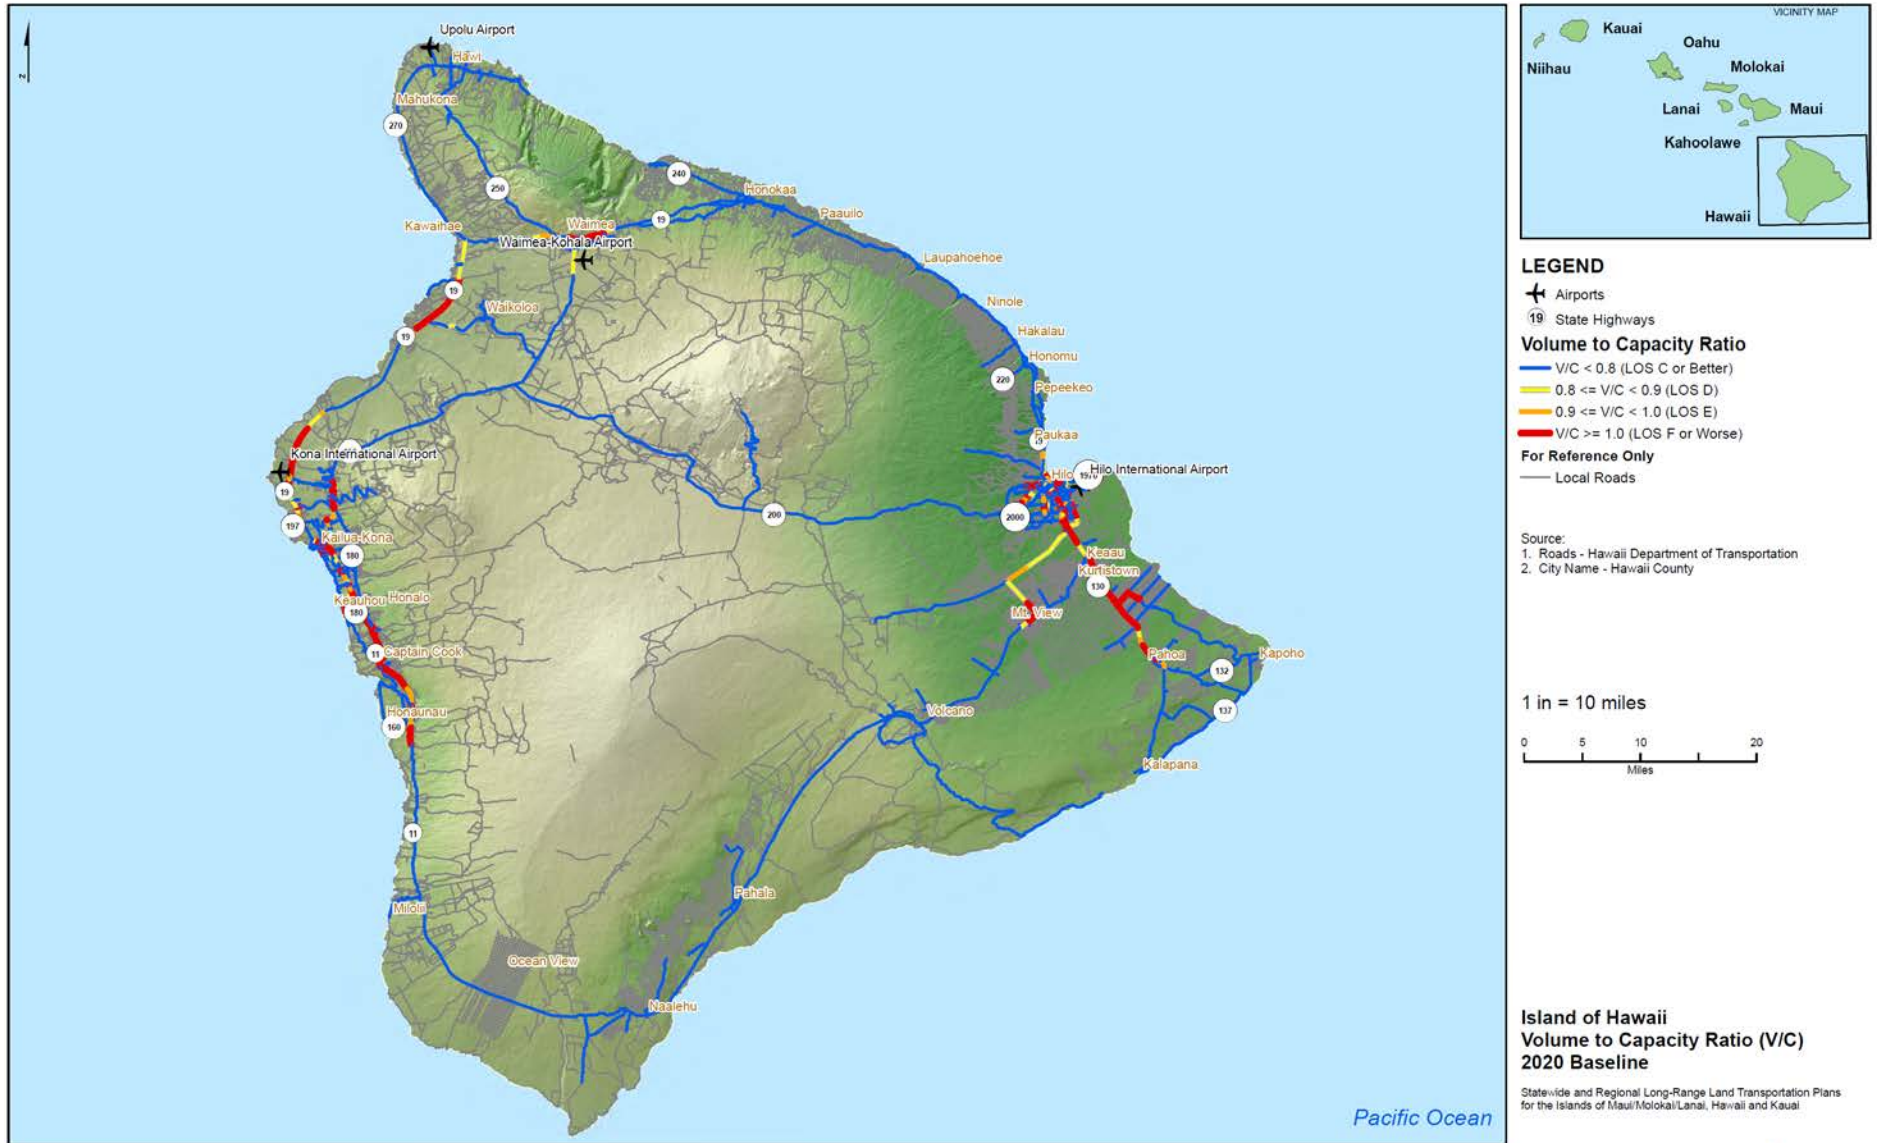 Upolu Airport
Hawi
Mahukona
270
250
240
Honokaa
19
Paauilo
Kawaihae
Waimea
Waimea-Kohala Airport
Laupahoehoe
19
Waikoloa
Ninole
19
Hakalau
Honomu
220
Pepeekeo
Paukaa
Kona International Airport
Hilo
Hilo International Airport
19
200
2000
197
Kailua-Kona
180
Keaau
Kurtistown
130
Keauhou
Honalo
180
Mt. View
11
Captain Cook
Pahoa
Kapoho
132
Honaunau
160
Volcano
137
Kalapana
11
Pahala
Milolii
Ocean View
Naalehu
Pacific Ocean
z
VICINITY MAP
Kauai
Oahu
Niihau
Molokai
Lanai
Maui
Kahoolawe
Hawaii
LEGEND
Airports
19 State Highways
Volume to Capacity Ratio
V/C < 0.8 (LOS C or Better)
0.8 <= V/C < 0.9 (LOS D)
0.9 <= V/C < 1.0 (LOS E)
V/C >= 1.0 (LOS F or Worse)
For Reference Only
Local Roads
Source:
1. Roads - Hawaii Department of Transportation
2. City Name - Hawaii County
1 in = 10 miles
0 5 10 20
Miles
Island of Hawaii
Volume to Capacity Ratio (V/C)
2020 Baseline
Statewide and Regional Long-Range Land Transportation Plans
for the Islands of Maui/Molokai/Lanai, Hawaii and Kauai